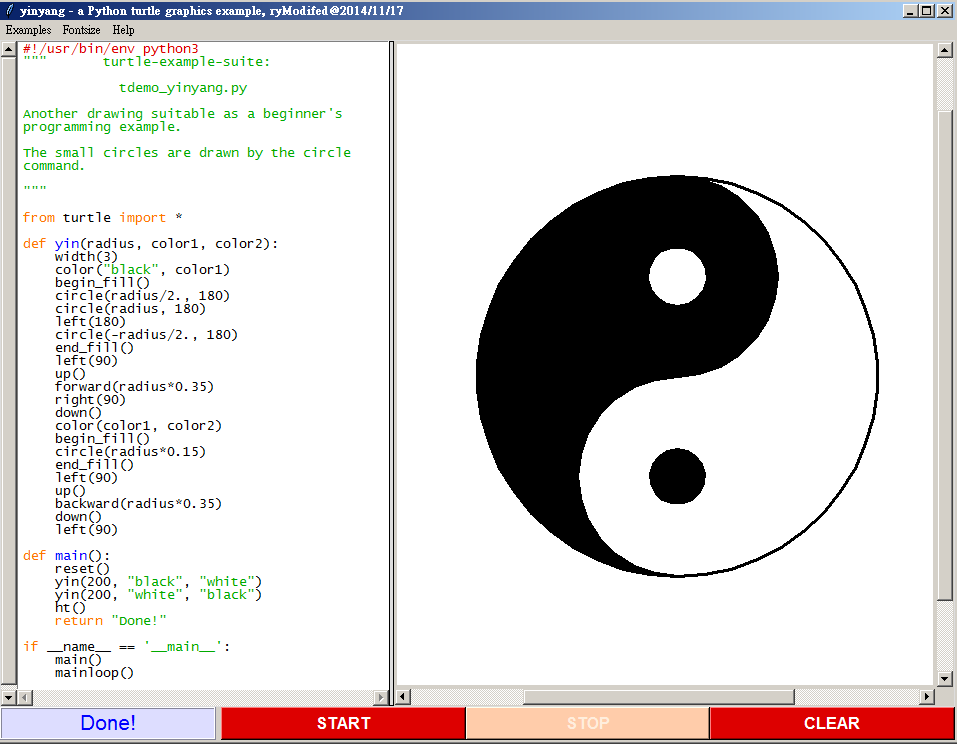 yinyang - a Python turtle graphics example, ryModifed@2014/11/17
Examples Fontsize Help
#!/usr/bin/env python3
"""       turtle-example-suite:

            tdemo_yinyang.py

Another drawing suitable as a beginner's
programming example.

The small circles are drawn by the circle
command.

"""

from turtle import *

def yin(radius, color1, color2):
    width(3)
    color("black", color1)
    begin_fill()
    circle(radius/2., 180)
    circle(radius, 180)
    left(180)
    circle(-radius/2., 180)
    end_fill()
    left(90)
    up()
    forward(radius*0.35)
    right(90)
    down()
    color(color1, color2)
    begin_fill()
    circle(radius*0.15)
    end_fill()
    left(90)
    up()
    backward(radius*0.35)
    down()
    left(90)

def main():
    reset()
    yin(200, "black", "white")
    yin(200, "white", "black")
    ht()
    return "Done!"

if __name__ == '__main__':
    main()
    mainloop()
Done! START STOP CLEAR